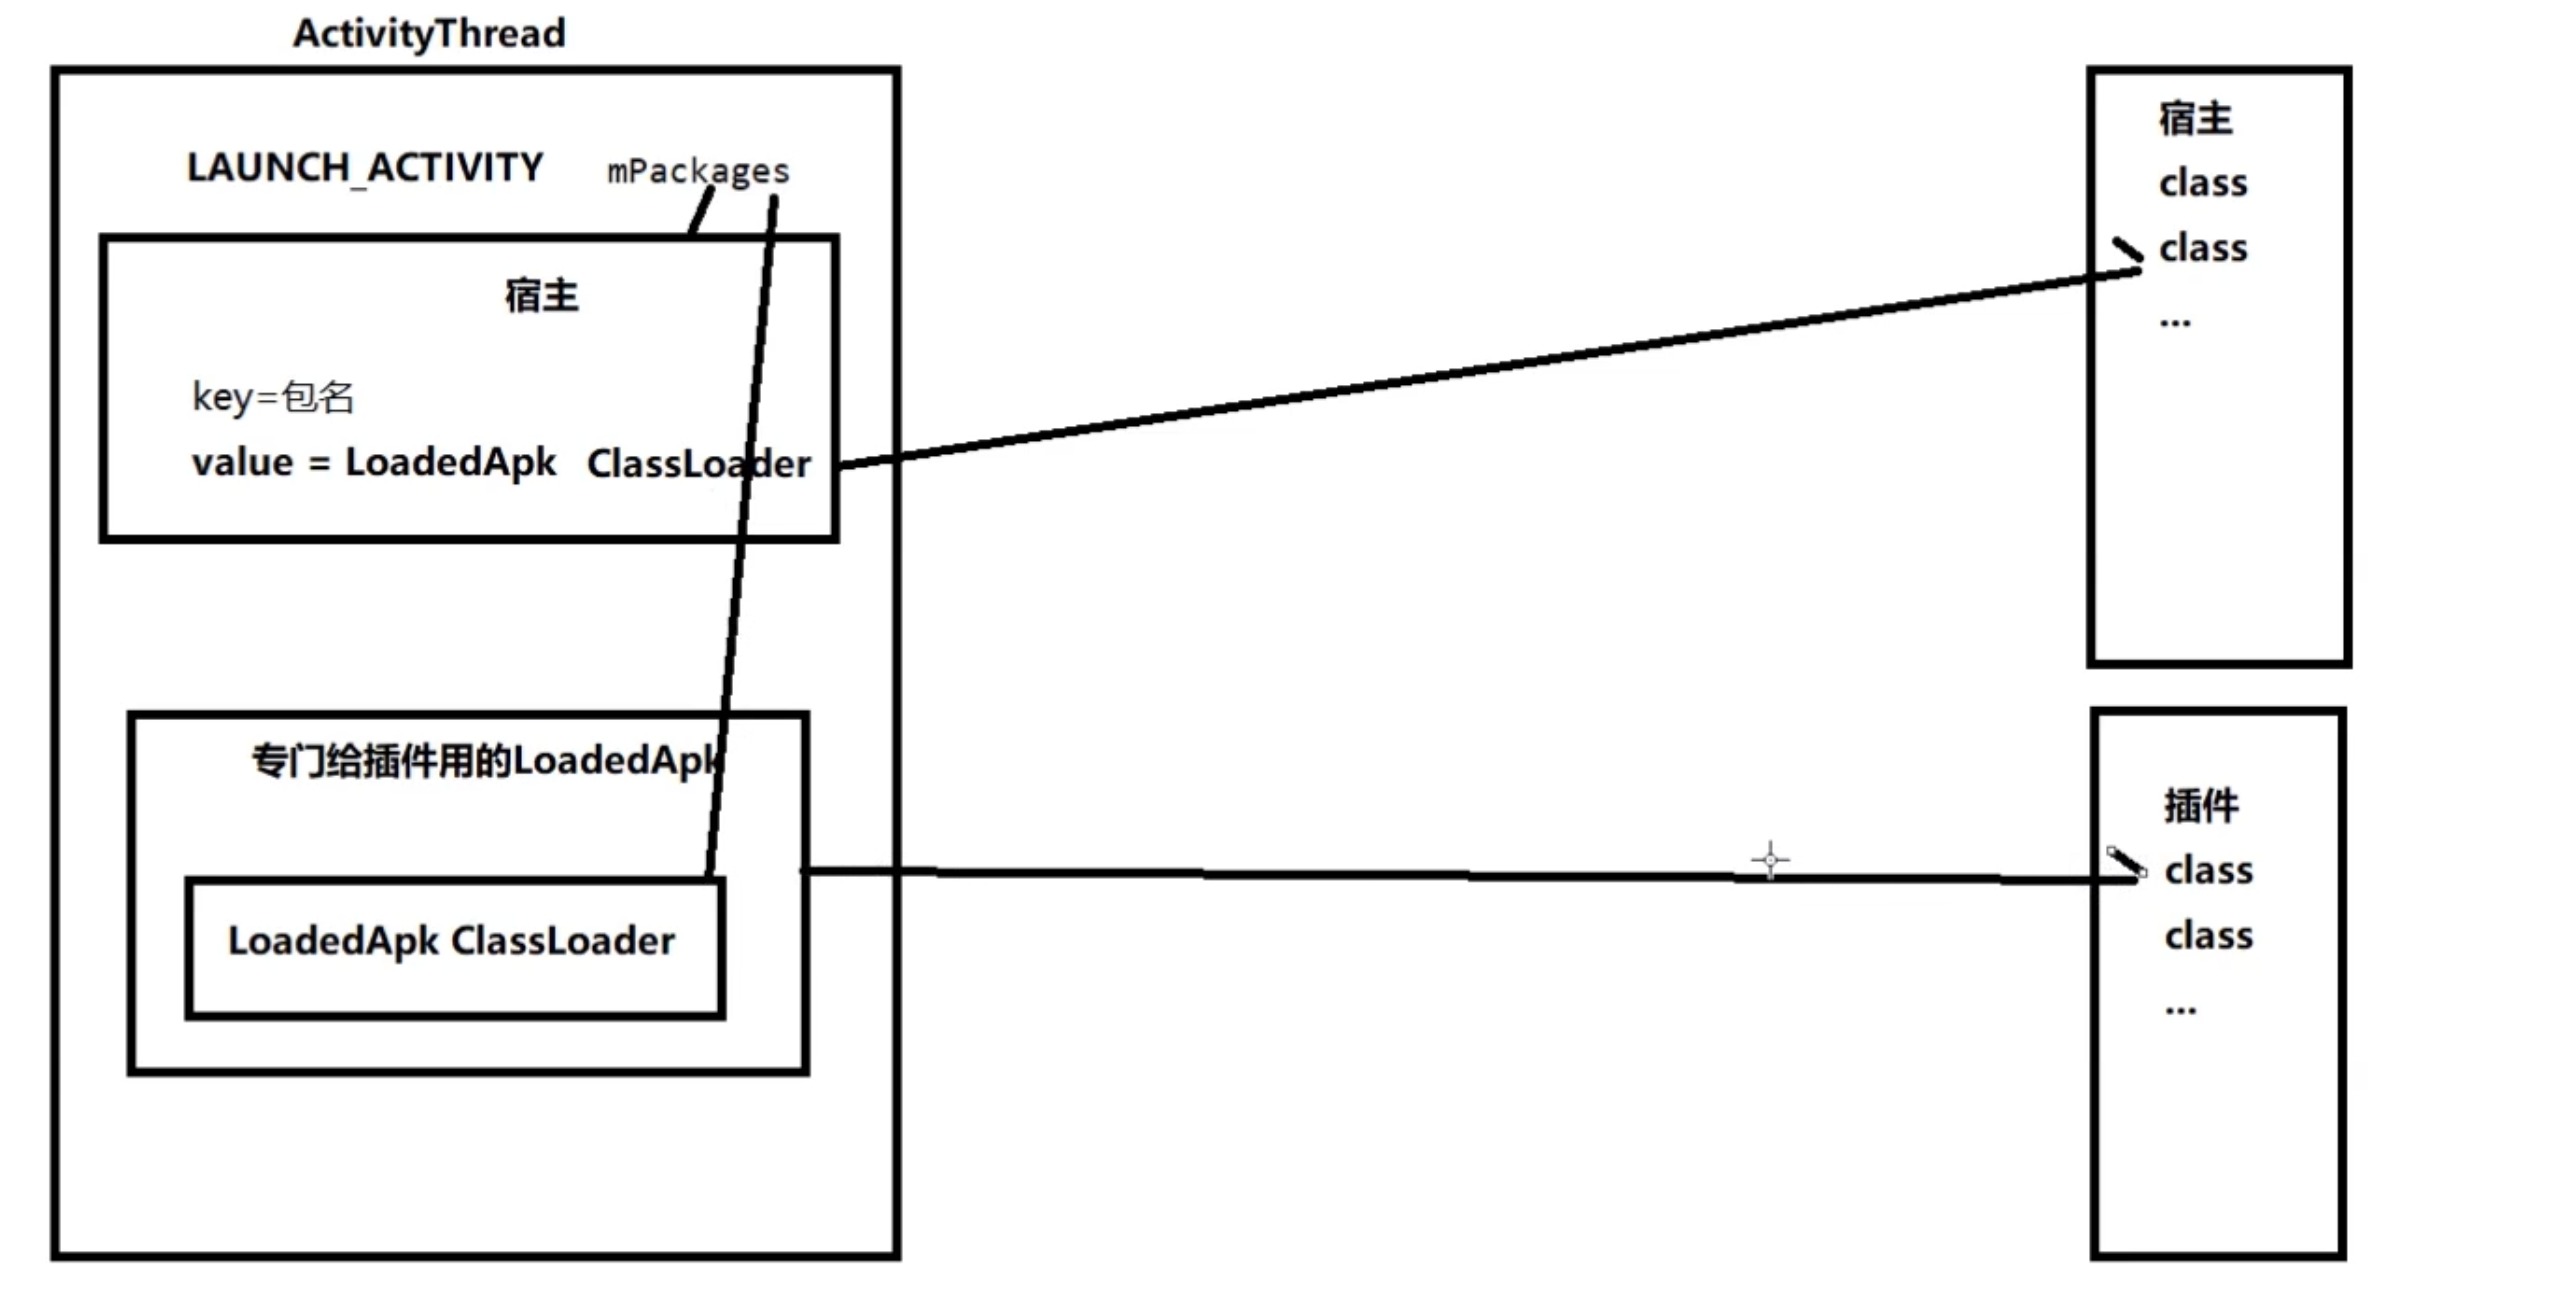 ActivityThread
LAUNCH_ACTIVITY mPackages
宿主
key=包名
value = LoadedApk ClassLoader
专门给插件用的LoadedApk
LoadedApk ClassLoader
宿主
class
class
...
插件
class
class
...